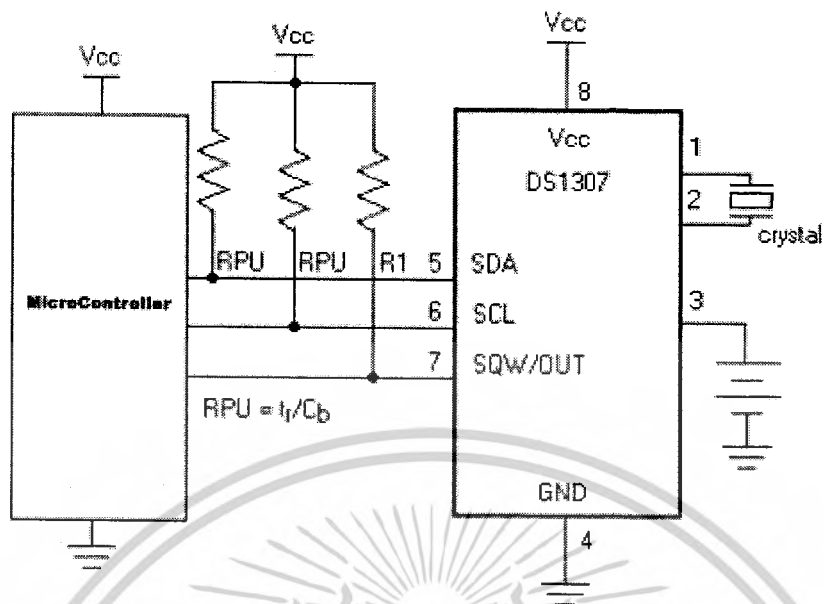 Vcc
Vcc
Vcc
8
Vcc
DS1307
1
2
crystal
RPU RPU R1 5 SDA
MicroController
6 SCL
3
7 SQW/OUT
RPU = tr/Cb
GND
4